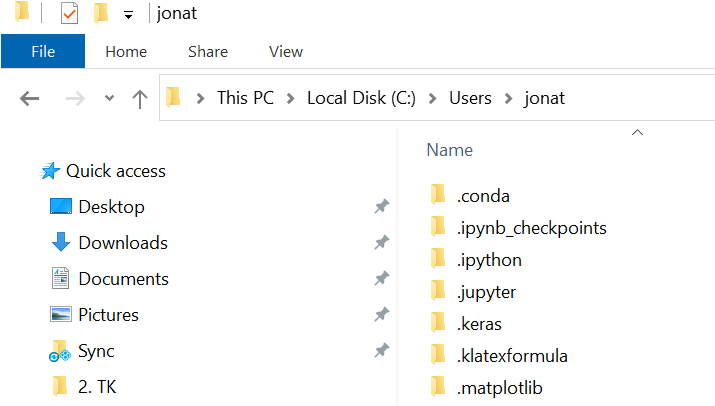 jonat
File Home Share View
This PC Local Disk (C:) Users jonat
Quick access
Desktop
Downloads
Documents
Pictures
Sync
2. TK
Name
.conda
.ipynb_checkpoints
.ipython
.jupyter
.keras
.klatexformula
.matplotlib